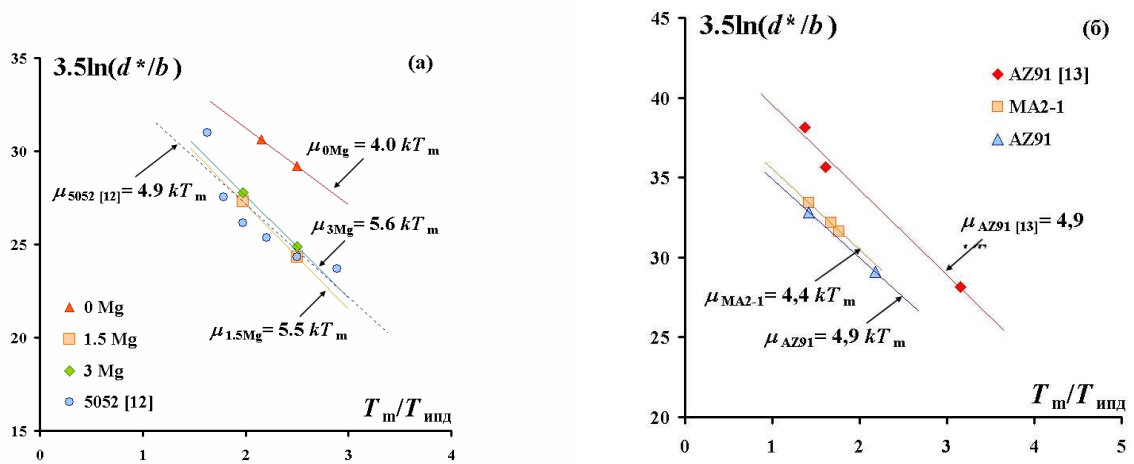 3.5ln(d*/b)
(а)
35
30
25
20
15
μ0Mg = 4.0 kTm
μ5052 [12]= 4.9 kTm
μ3Mg= 5.6 kTm
μ1.5Mg= 5.5 kTm
0 Mg
1.5 Mg
3 Mg
5052 [12]
Tm/Tипд
0 1 2 3 4
3.5ln(d*/b)
(б)
45
40
35
30
25
20
AZ91 [13]
МА2-1
AZ91
μAZ91 [13]= 4,9
μМА2-1= 4,4 kTm
μAZ91= 4,9 kTm
Tm/Tипд
0 1 2 3 4 5